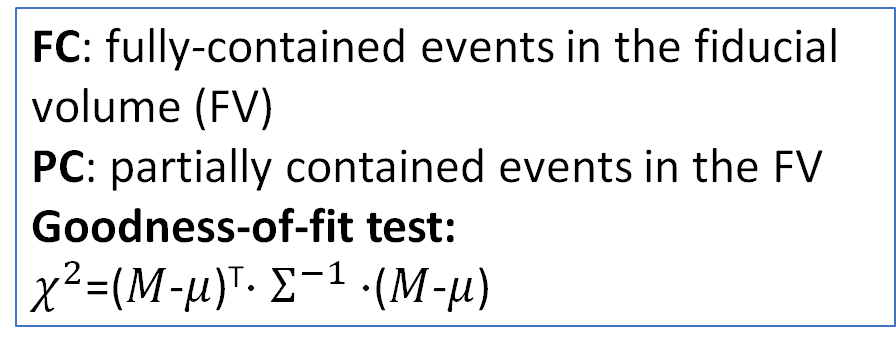 FC: fully-contained events in the fiducial
volume (FV)
PC: partially contained events in the FV
Goodness-of-fit test:
χ²=(M-μ)ᵀ· Σ⁻¹ ·(M-μ)